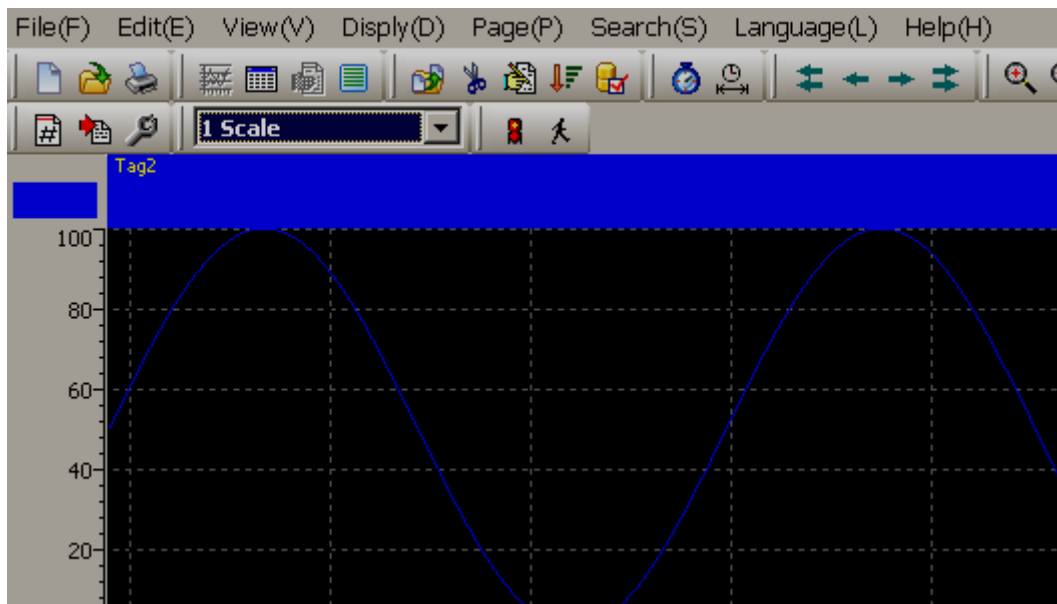 File(F) Edit(E) View(V) Disply(D) Page(P) Search(S) Language(L) Help(H)
1 Scale
Tag2
100
80
60
40
20